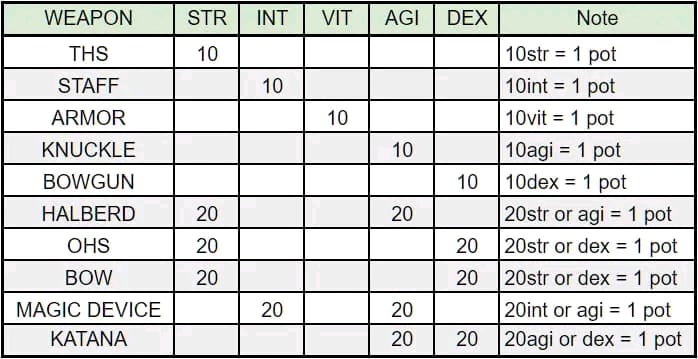 WEAPON STR INT VIT AGI DEX Note
THS 10 10str = 1 pot
STAFF 10 10int = 1 pot
ARMOR 10 10vit = 1 pot
KNUCKLE 10 10agi = 1 pot
BOWGUN 10 10dex = 1 pot
HALBERD 20 20 20str or agi = 1 pot
OHS 20 20 20str or dex = 1 pot
BOW 20 20 20str or dex = 1 pot
MAGIC DEVICE 20 20 20int or agi = 1 pot
KATANA 20 20 20agi or dex = 1 pot